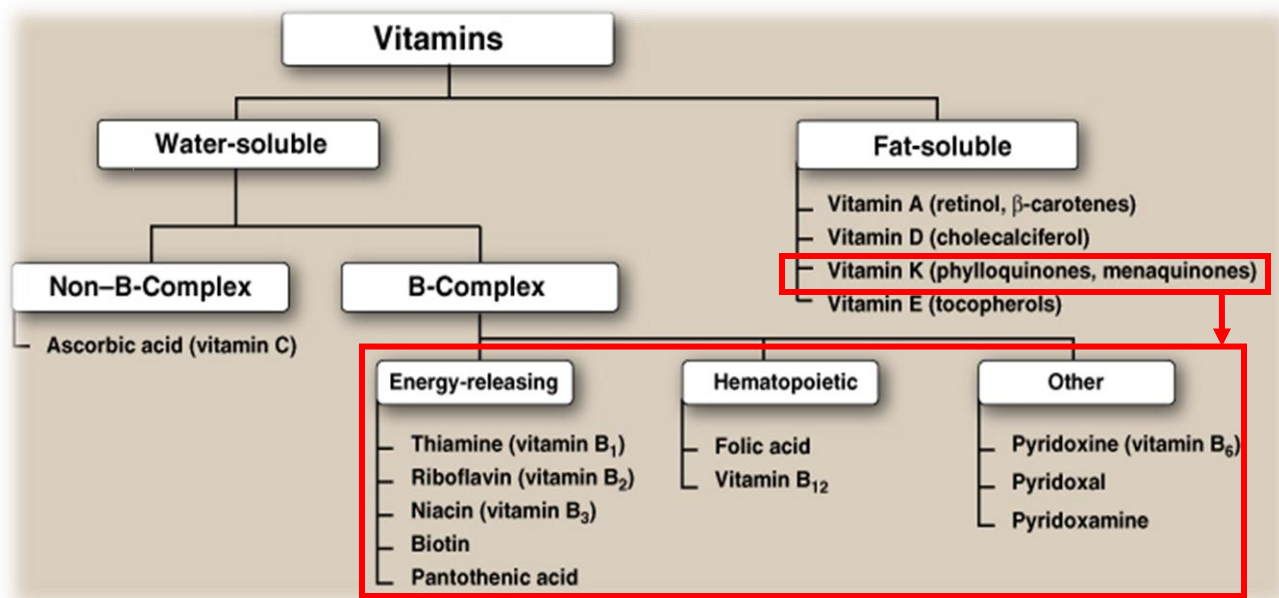 Vitamins
Water-soluble
Fat-soluble
Vitamin A (retinol, β-carotenes)
Vitamin D (cholecalciferol)
Vitamin K (phylloquinones, menaquinones)
Vitamin E (tocopherols)
Non–B-Complex
Ascorbic acid (vitamin C)
B-Complex
Energy-releasing
Thiamine (vitamin B₁)
Riboflavin (vitamin B₂)
Niacin (vitamin B₃)
Biotin
Pantothenic acid
Hematopoietic
Folic acid
Vitamin B₁₂
Other
Pyridoxine (vitamin B₆)
Pyridoxal
Pyridoxamine